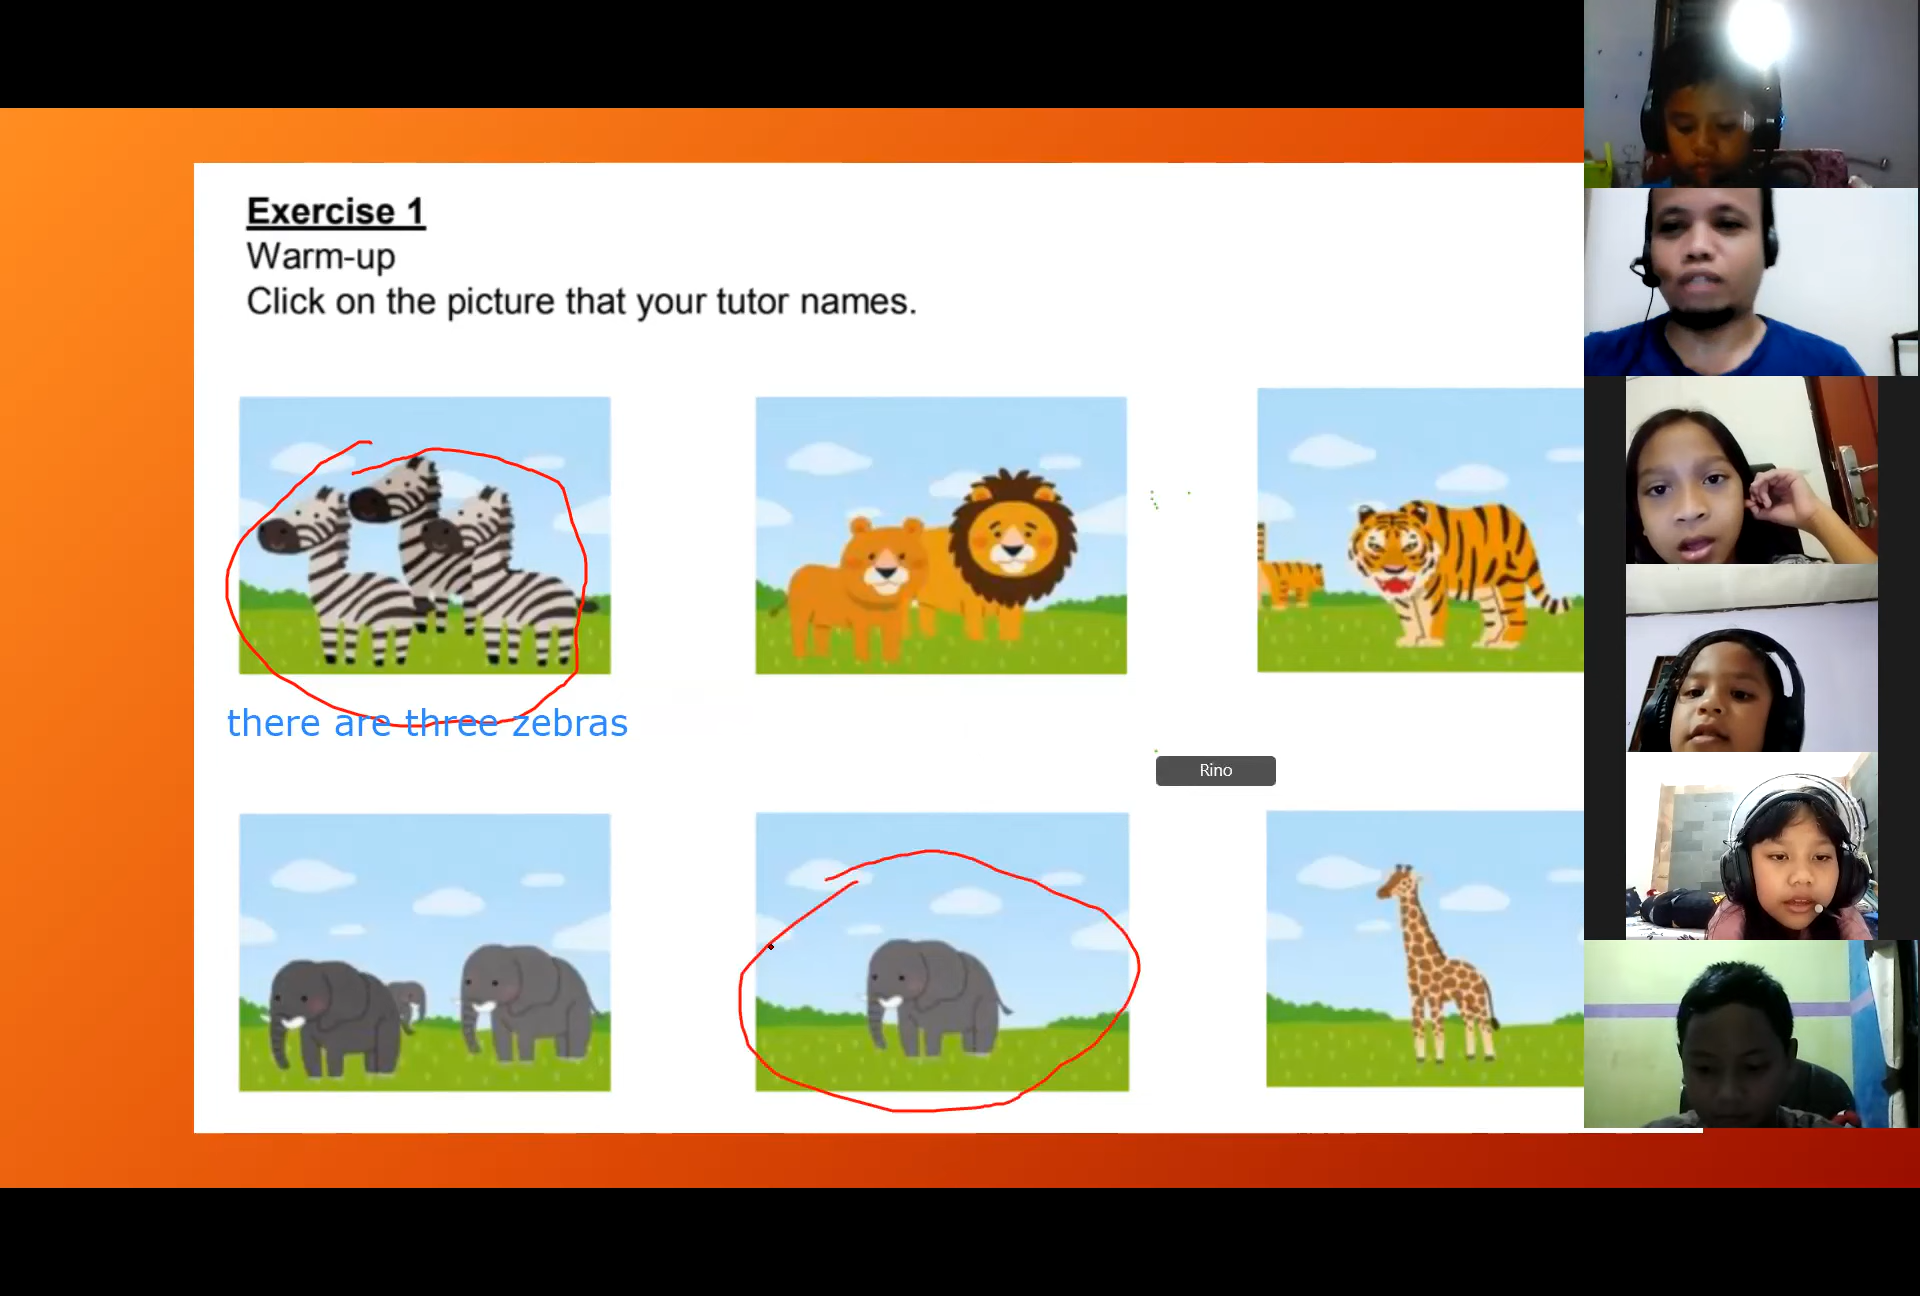 Exercise 1
Warm-up
Click on the picture that your tutor names.
there are three zebras
Rino